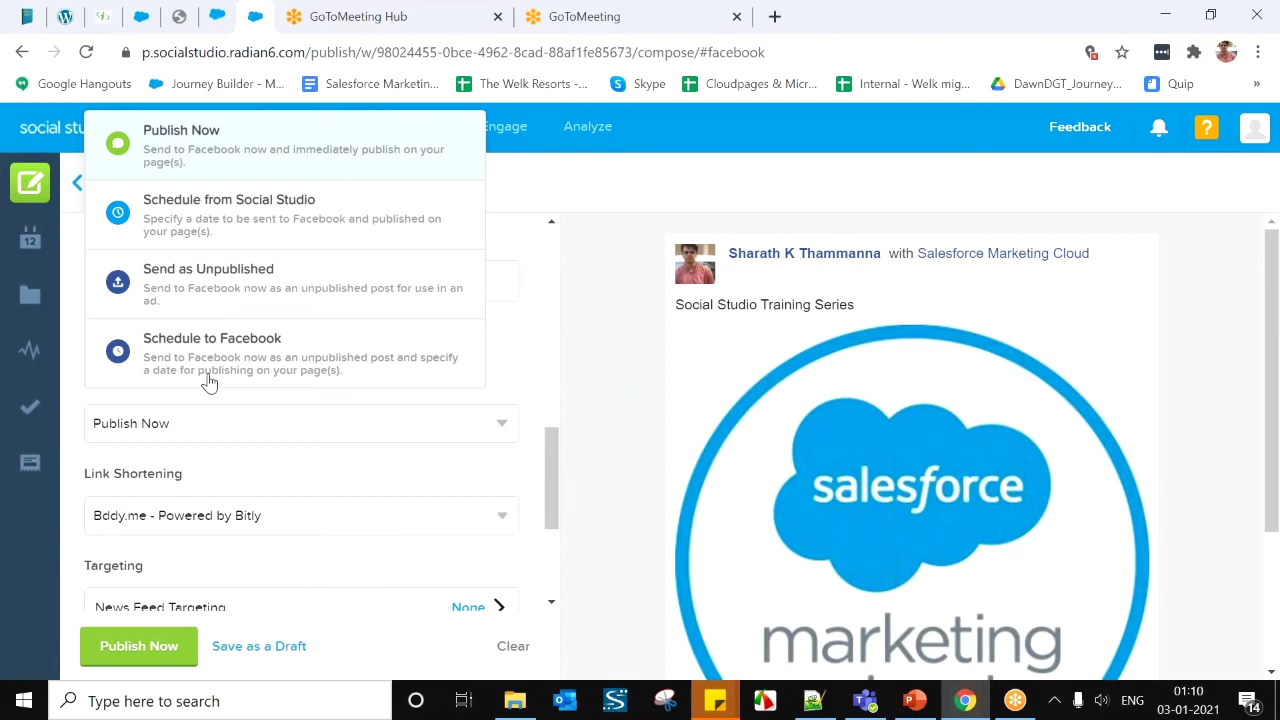 GoToMeeting Hub
GoToMeeting
p.socialstudio.radian6.com/publish/w/98024455-0bce-4962-8cad-88af1fe85673/compose/#facebook
Google Hangouts
Journey Builder - M...
Salesforce Marketin...
The Welk Resorts -...
Skype
Cloudpages & Micr...
Internal - Welk mig...
DawnDGT_Journey...
Quip
social stu
Engage
Analyze
Feedback
?
Publish Now
Send to Facebook now and immediately publish on your
page(s).
Schedule from Social Studio
Specify a date to be sent to Facebook and published on
your page(s).
Send as Unpublished
Send to Facebook now as an unpublished post for use in an
ad.
Schedule to Facebook
Send to Facebook now as an unpublished post and specify
a date for publishing on your page(s).
12
Publish Now
Link Shortening
Bddy.me - Powered by Bitly
Targeting
News Feed Targeting
None
Publish Now
Save as a Draft
Clear
Sharath K Thammanna with Salesforce Marketing Cloud
Social Studio Training Series
salesforce
marketing
Type here to search
ENG
01:10
03-01-2021
14